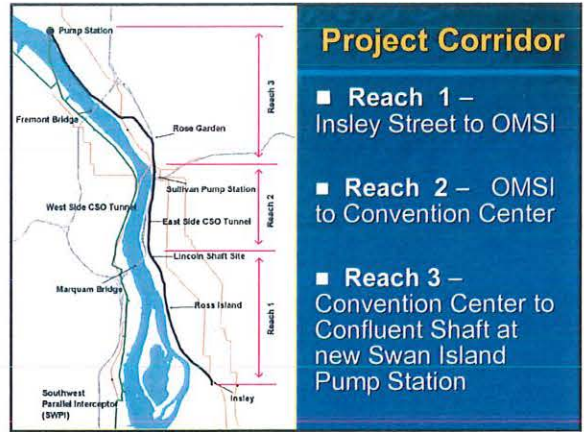 Pump Station
Fremont Bridge
Rose Garden
Sullivan Pump Station
West Side CSO Tunnel
East Side CSO Tunnel
Lincoln Shaft Site
Marquam Bridge
Ross Island
Southwest
Parallel Interceptor
(SWPI)
Insley
Reach 3
Reach 2
Reach 1
Project Corridor
■ Reach 1 –
Insley Street to OMSI
■ Reach 2 – OMSI
to Convention Center
■ Reach 3 –
Convention Center to
Confluent Shaft at
new Swan Island
Pump Station